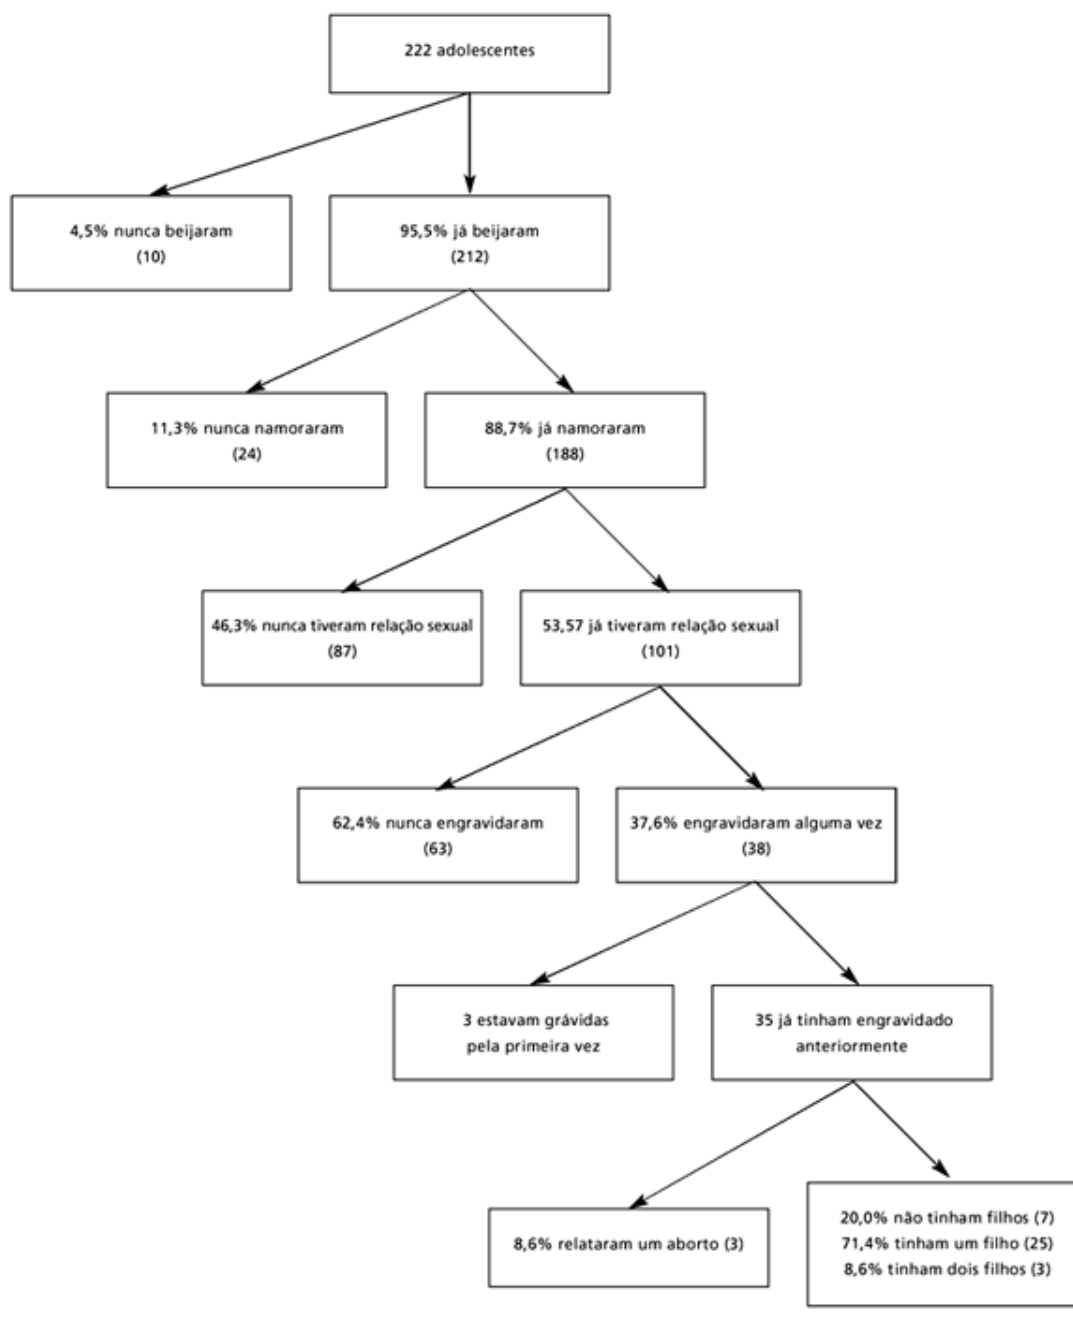 222 adolescentes
4,5% nunca beijaram
(10)
95,5% já beijaram
(212)
11,3% nunca namoraram
(24)
88,7% já namoraram
(188)
46,3% nunca tiveram relação sexual
(87)
53,57 já tiveram relação sexual
(101)
62,4% nunca engravidaram
(63)
37,6% engravidaram alguma vez
(38)
3 estavam grávidas
pela primeira vez
35 já tinham engravidado
anteriormente
8,6% relataram um aborto (3)
20,0% não tinham filhos (7)
71,4% tinham um filho (25)
8,6% tinham dois filhos (3)